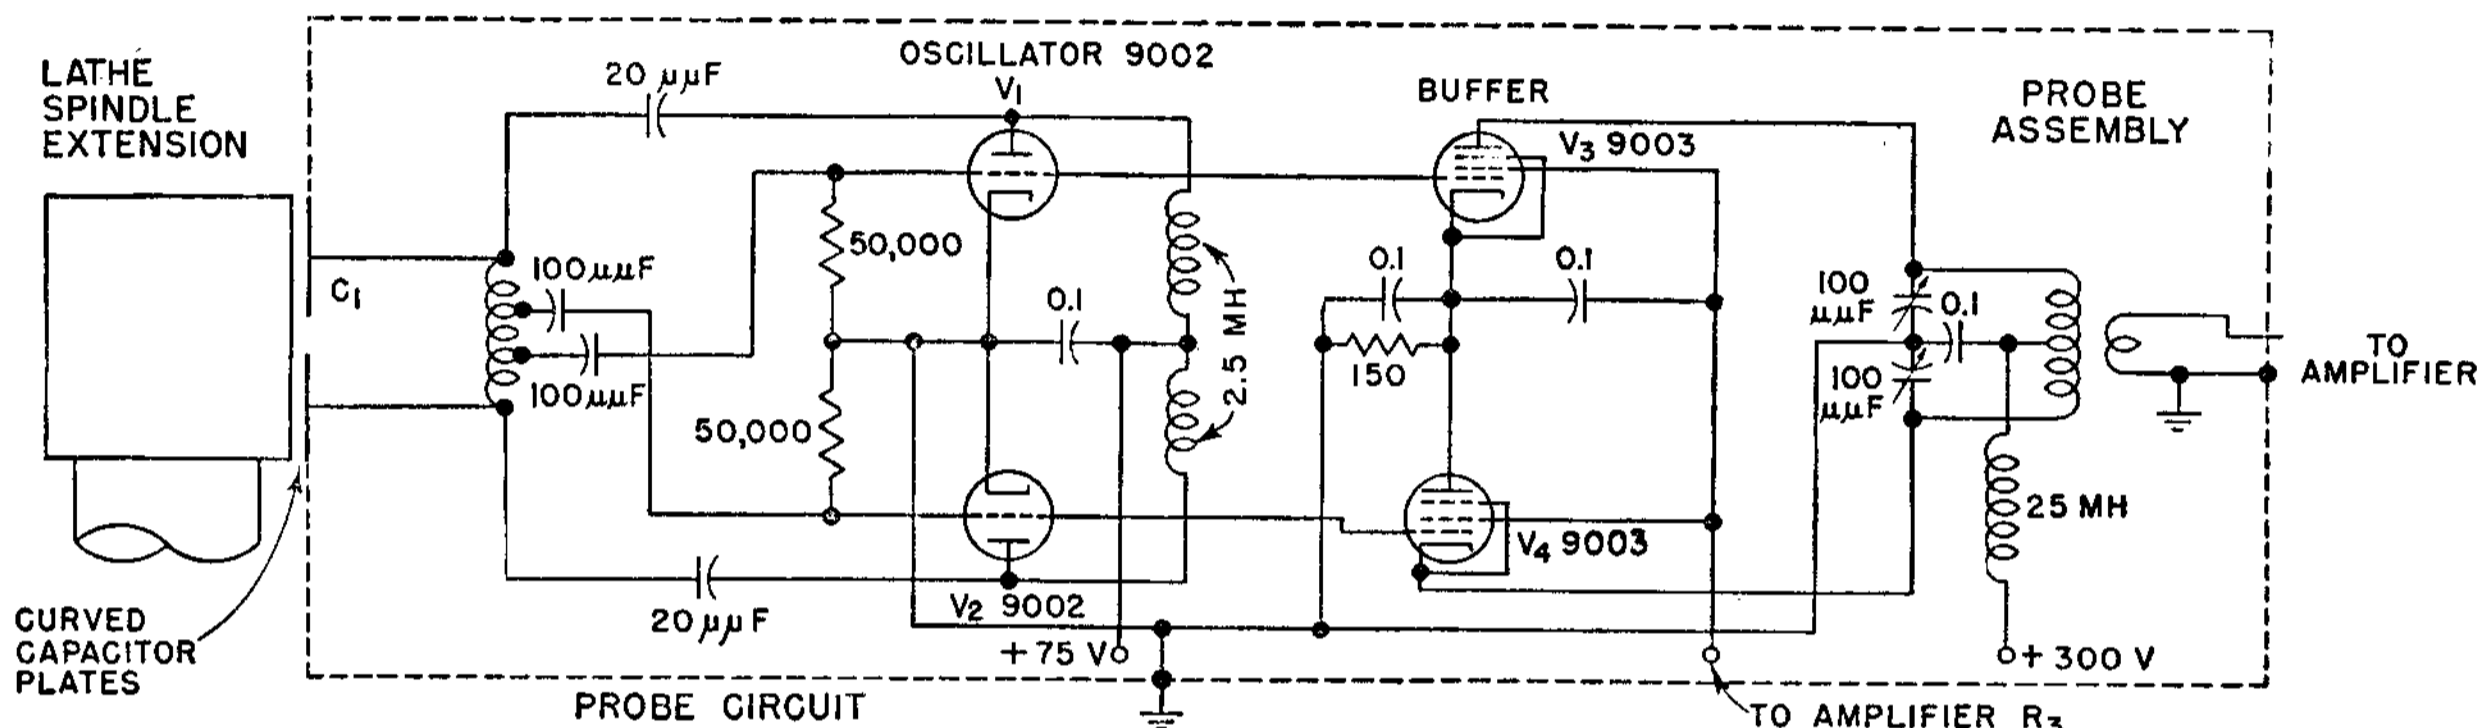 LATHE
SPINDLE
EXTENSION
20 μμF
OSCILLATOR 9002
V1
BUFFER
V3 9003
PROBE
ASSEMBLY
C1
100μμF
100μμF
50,000
50,000
0.1
2.5 MH
0.1
0.1
150
100
μμF
0.1
100
μμF
TO
AMPLIFIER
25 MH
V4 9003
V2 9002
20μμF
+75 V
+ 300 V
CURVED
CAPACITOR
PLATES
PROBE CIRCUIT
TO AMPLIFIER R3